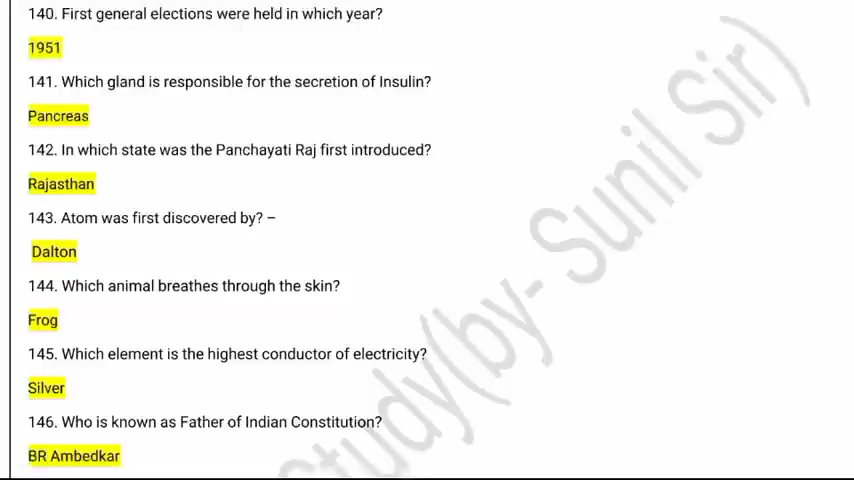 140. First general elections were held in which year?
1951
141. Which gland is responsible for the secretion of Insulin?
Pancreas
142. In which state was the Panchayati Raj first introduced?
Rajasthan
143. Atom was first discovered by? –
Dalton
144. Which animal breathes through the skin?
Frog
145. Which element is the highest conductor of electricity?
Silver
146. Who is known as Father of Indian Constitution?
BR Ambedkar
Study(by- Sunil Sir)